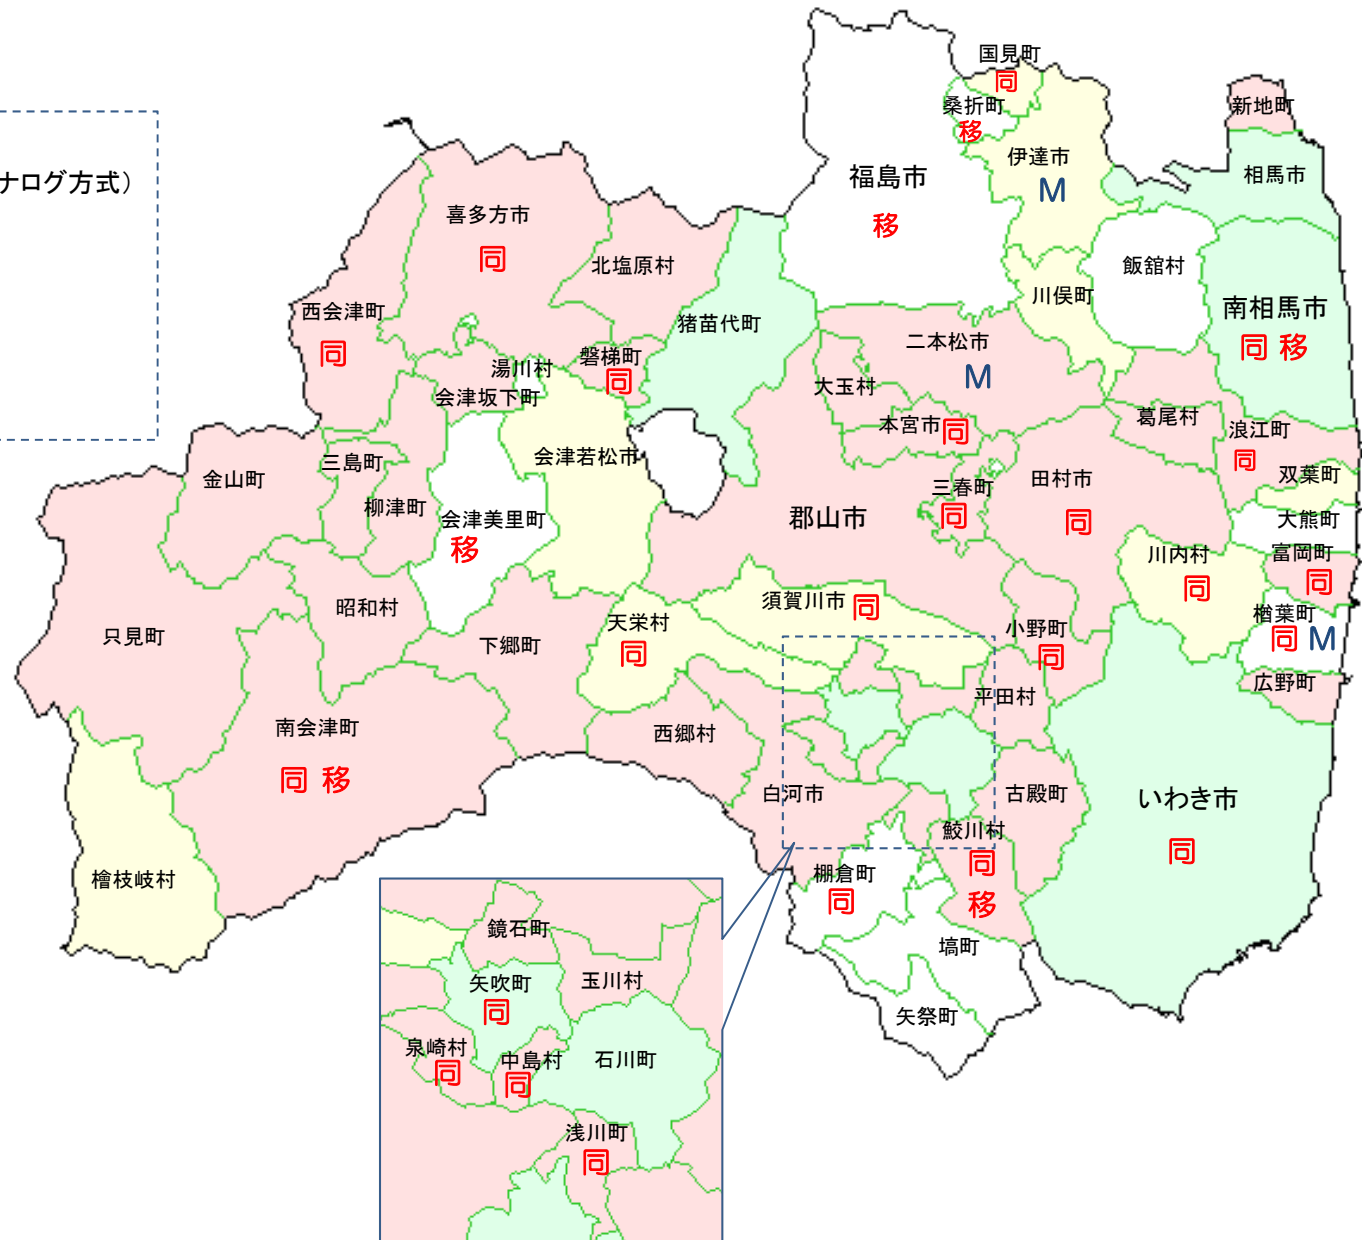 国見町
同
桑折町
移
新地町
伊達市
M
ナログ方式）
福島市
移
相馬市
喜多方市
同
北塩原村
飯舘村
川俣町
西会津町
同
猪苗代町
南相馬市
同 移
二本松市
M
磐梯町
同
湯川村
会津坂下町
大玉村
本宮市
同
葛尾村
浪江町
同
会津若松市
三島町
金山町
柳津町
三春町
同
田村市
同
双葉町
大熊町
郡山市
会津美里町
移
川内村
同
富岡町
同
昭和村
須賀川市
同
楢葉町
同 M
只見町
下郷町
天栄村
同
小野町
同
広野町
平田村
南会津町
同 移
西郷村
白河市
古殿町
いわき市
同
鮫川村
同
移
棚倉町
同
檜枝岐村
塙町
矢祭町
鏡石町
矢吹町
同
玉川村
泉崎村
同
中島村
同
石川町
浅川町
同